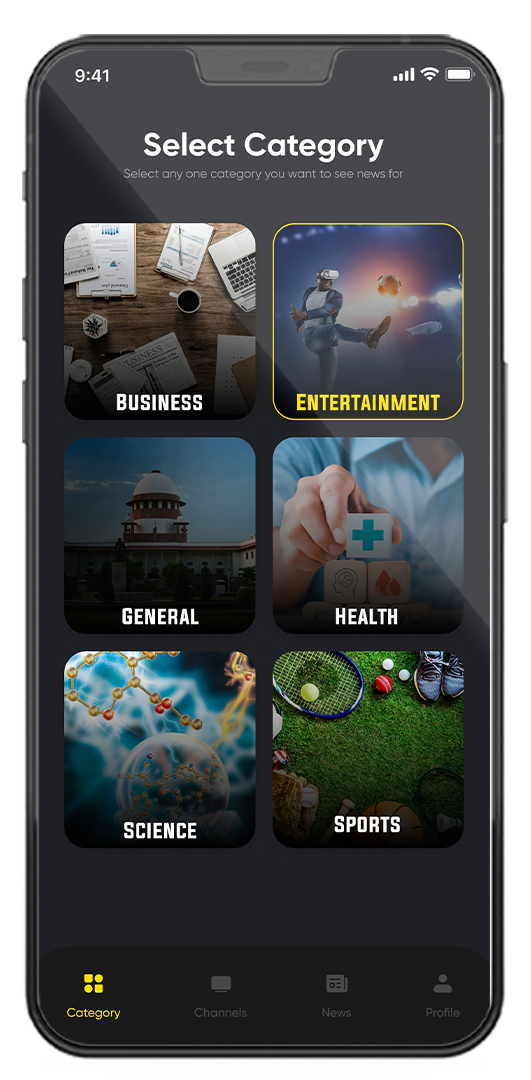 9:41
Select Category
Select any one category you want to see news for
BUSINESS
BUSINESS
ENTERTAINMENT
GENERAL
HEALTH
SCIENCE
SPORTS
Category
Channels
News
Profile